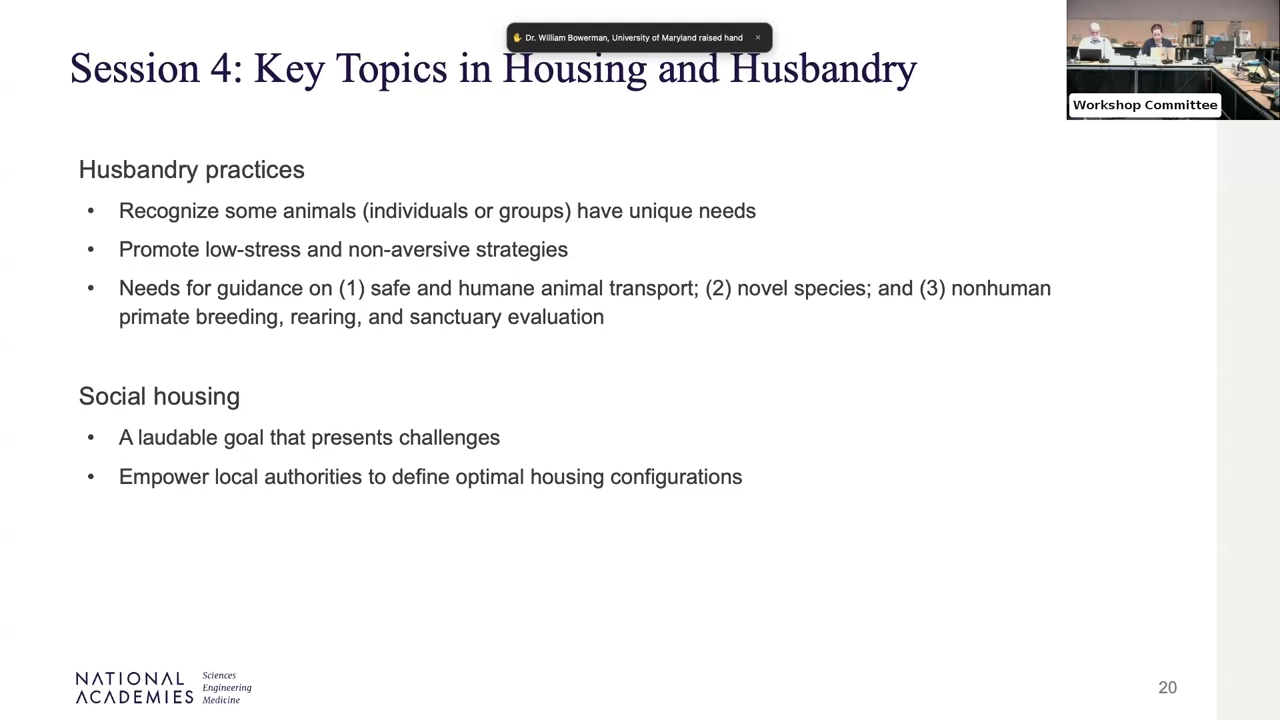 Dr. William Bowerman, University of Maryland raised hand ×
Session 4: Key Topics in Housing and Husbandry
Workshop Committee
Husbandry practices
• Recognize some animals (individuals or groups) have unique needs
• Promote low-stress and non-aversive strategies
• Needs for guidance on (1) safe and humane animal transport; (2) novel species; and (3) nonhuman
primate breeding, rearing, and sanctuary evaluation
Social housing
• A laudable goal that presents challenges
• Empower local authorities to define optimal housing configurations
NATIONAL
ACADEMIES
Sciences
Engineering
Medicine
20